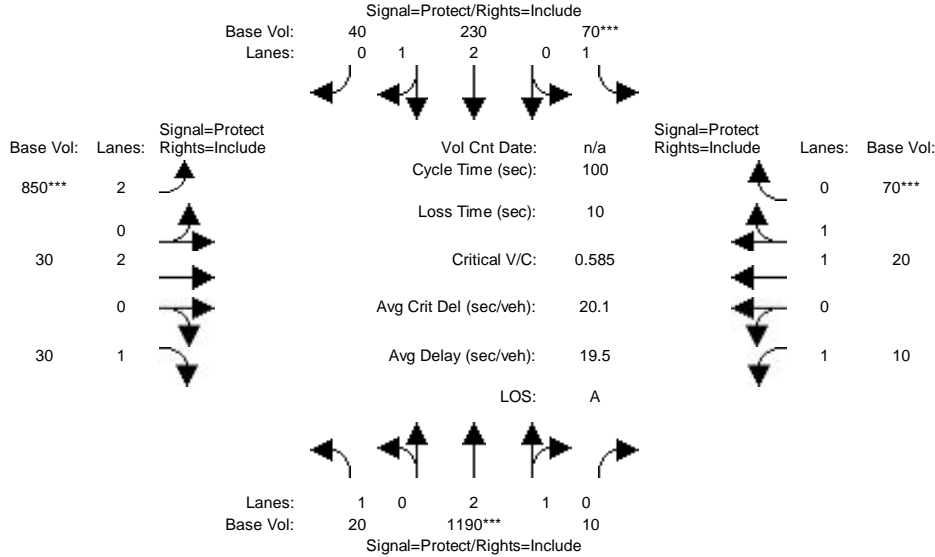 Signal=Protect/Rights=Include
Base Vol: 40 230 70***
Lanes: 0 1 2 0 1
Signal=Protect Signal=Protect
Base Vol: Lanes: Rights=Include Vol Cnt Date: n/a Rights=Include Lanes: Base Vol:
Cycle Time (sec): 100
850*** 2 0 70***
Loss Time (sec): 10
0 1
30 2 Critical V/C: 0.585 1 20
0 Avg Crit Del (sec/veh): 20.1 0
30 1 Avg Delay (sec/veh): 19.5 1 10
LOS: A
Lanes: 1 0 2 1 0
Base Vol: 20 1190*** 10
Signal=Protect/Rights=Include